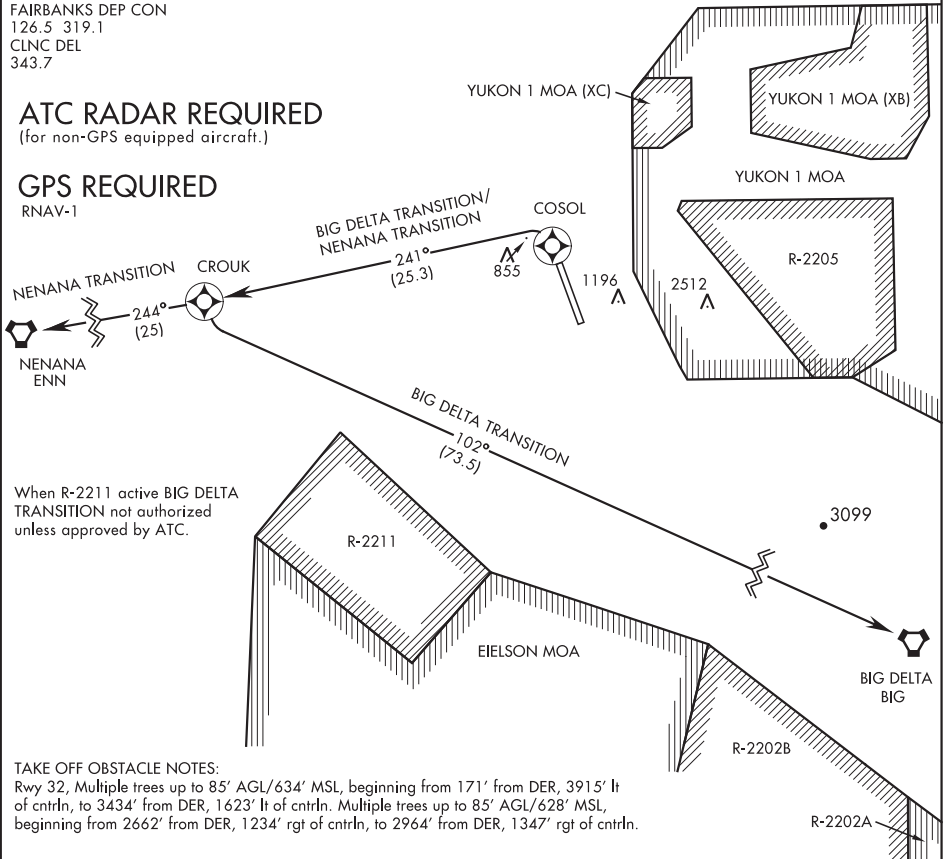 FAIRBANKS DEP CON
126.5 319.1
CLNC DEL
343.7
ATC RADAR REQUIRED
(for non-GPS equipped aircraft.)
GPS REQUIRED
RNAV-1
YUKON 1 MOA (XC)
YUKON 1 MOA (XB)
YUKON 1 MOA
R-2205
BIG DELTA TRANSITION/
NENANA TRANSITION
241°
(25.3)
COSOL
855
1196
2512
NENANA TRANSITION
CROUK
244°
(25)
NENANA
ENN
BIG DELTA TRANSITION
102°
(73.5)
When R-2211 active BIG DELTA
TRANSITION not authorized
unless approved by ATC.
R-2211
3099
EIELSON MOA
BIG DELTA
BIG
R-2202B
R-2202A
TAKE OFF OBSTACLE NOTES:
Rwy 32, Multiple trees up to 85' AGL/634' MSL, beginning from 171' from DER, 3915' lt
of cntrln, to 3434' from DER, 1623' lt of cntrln. Multiple trees up to 85' AGL/628' MSL,
beginning from 2662' from DER, 1234' rgt of cntrln, to 2964' from DER, 1347' rgt of cntrln.